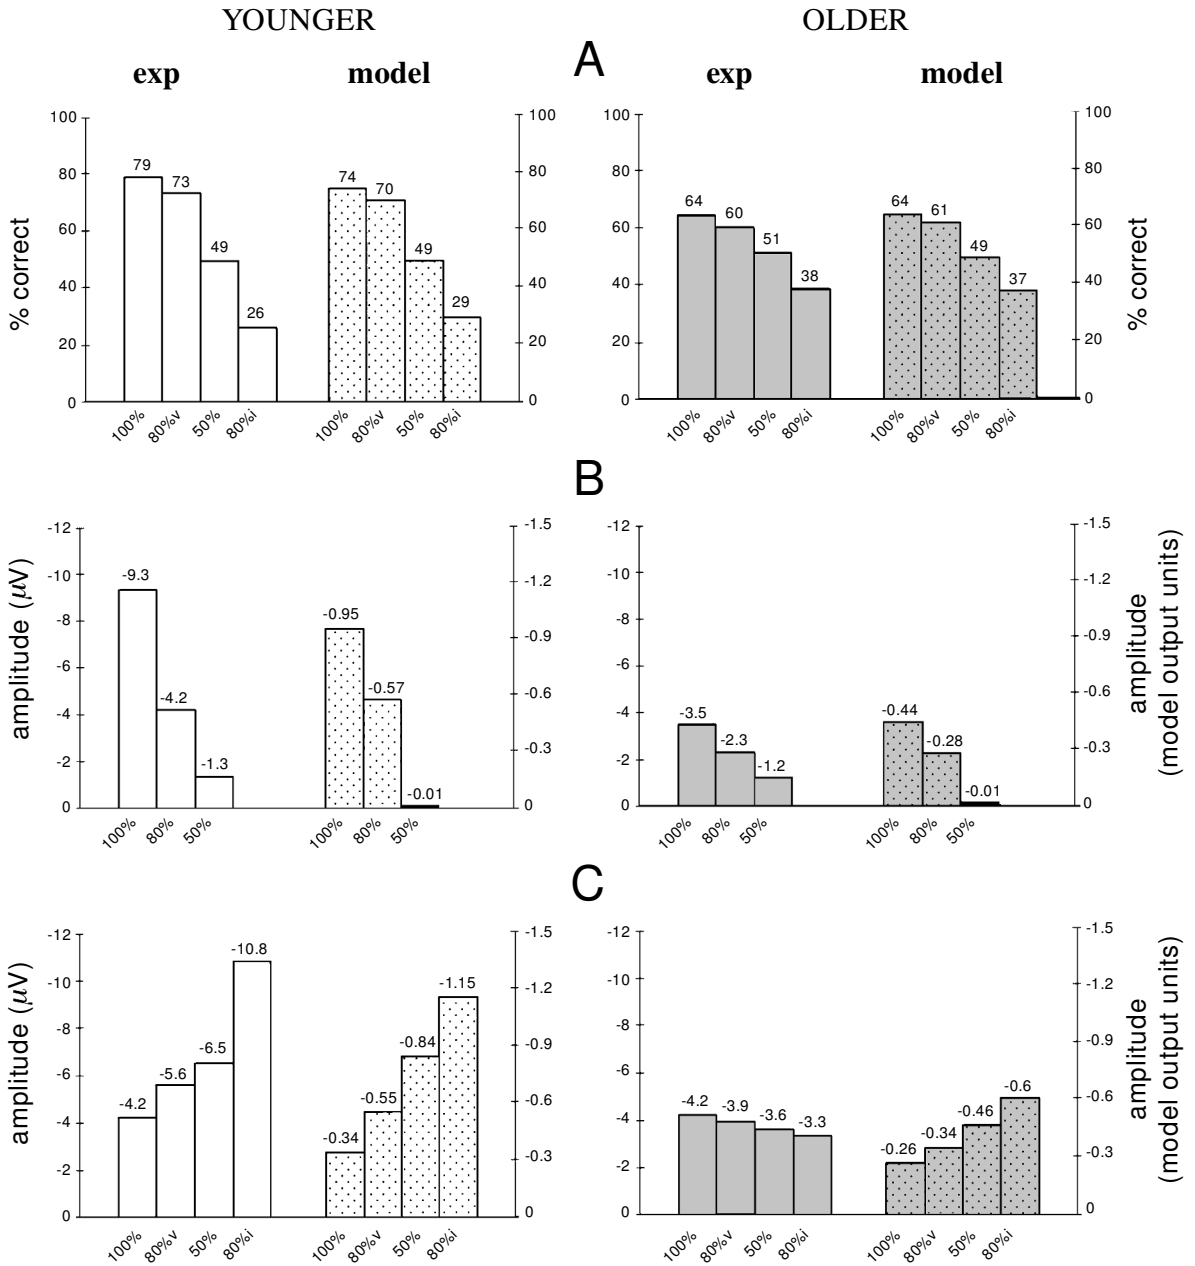 YOUNGER OLDER
A
exp model exp model
100 100 100 100
80 80 80 80
60 60 60 60
40 40 40 40
20 20 20 20
0 0 0 0
% correct
79 73 49 26
74 70 49 29
64 60 51 38
64 61 49 37
% correct
100% 80%v 50% 80%i 100% 80%v 50% 80%i 100% 80%v 50% 80%i 100% 80%v 50% 80%i
B
-12 -1.5 -12 -1.5
-10 -1.2 -10 -1.2
-8 -0.9 -8 -0.9
-6 -0.6 -6 -0.6
-4 -0.3 -4 -0.3
-2 0 -2 0
0 0
amplitude (μV)
-9.3 -4.2 -1.3
-0.95 -0.57 -0.01
-3.5 -2.3 -1.2
-0.44 -0.28 -0.01
amplitude
(model output units)
100% 80% 50% 100% 80% 50% 100% 80% 50% 100% 80% 50%
C
-12 -1.5 -12 -1.5
-10 -1.2 -10 -1.2
-8 -0.9 -8 -0.9
-6 -0.6 -6 -0.6
-4 -0.3 -4 -0.3
-2 0 -2 0
0 0
amplitude (μV)
-4.2 -5.6 -6.5 -10.8
-0.34 -0.55 -0.84 -1.15
-4.2 -3.9 -3.6 -3.3
-0.26 -0.34 -0.46 -0.6
amplitude
(model output units)
100% 80%v 50% 80%i 100% 80%v 50% 80%i 100% 80%v 50% 80%i 100% 80%v 50% 80%i